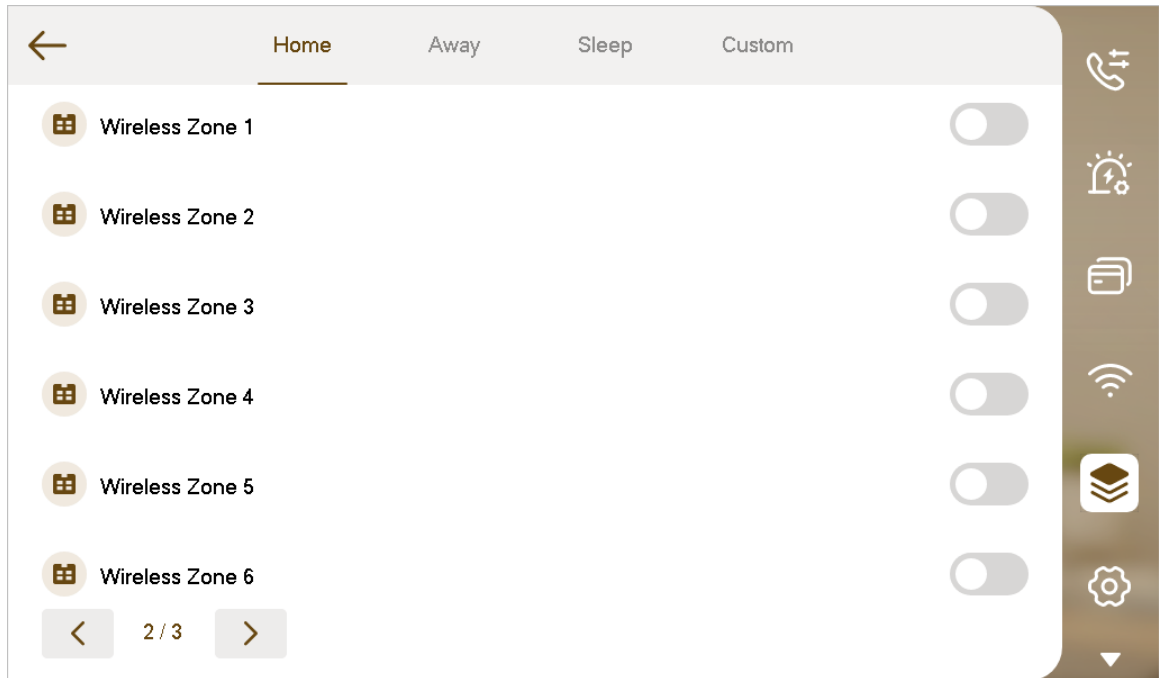 Home Away Sleep Custom
Wireless Zone 1
Wireless Zone 2
Wireless Zone 3
Wireless Zone 4
Wireless Zone 5
Wireless Zone 6
2 / 3